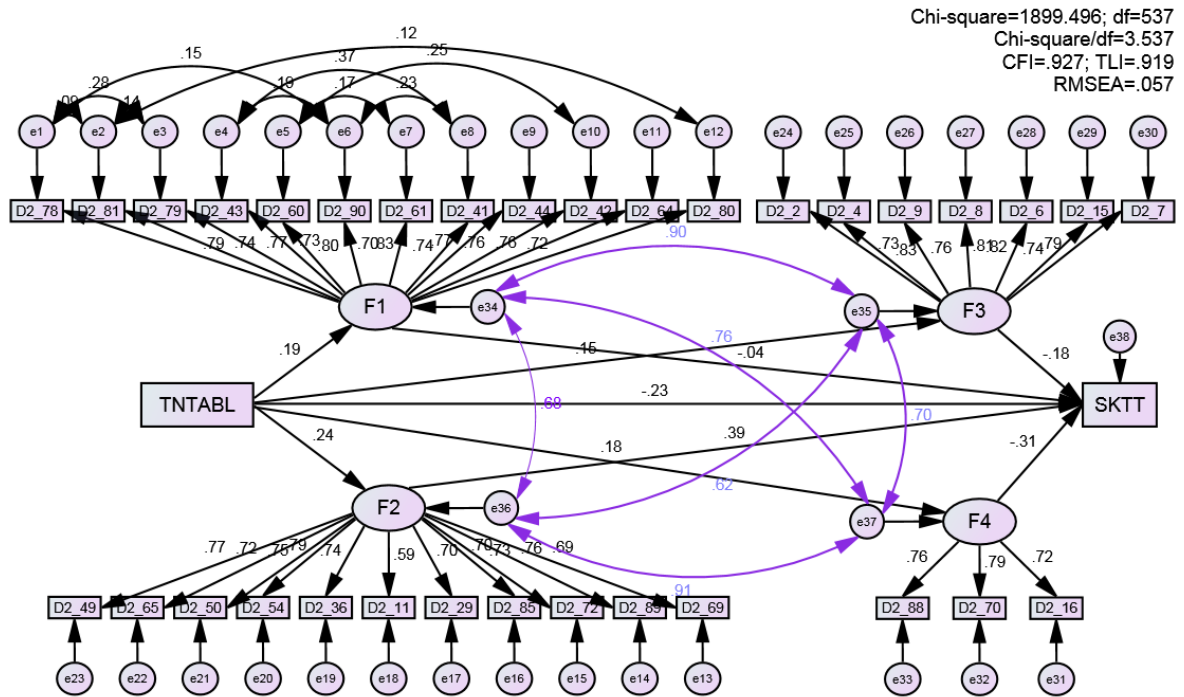 Chi-square=1899.496; df=537
Chi-square/df=3.537
CFI=.927; TLI=.919
RMSEA=.057
.12
.15 .37 .25
.28 .19 .17 .23
.09 .14
e1 e2 e3 e4 e5 e6 e7 e8 e9 e10 e11 e12 e24 e25 e26 e27 e28 e29 e30
D2_78 D2_81 D2_79 D2_43 D2_60 D2_90 D2_61 D2_41 D2_44 D2_42 D2_64 D2_80 D2_2 D2_4 D2_9 D2_8 D2_6 D2_15 D2_7
.79 .74 .77 .73 .80 .70 .83 .74 .77 .76 .76 .72 .73 .83 .76 .81 .82 .74 .79
.90
F1 e34 e35 F3
.19 .15 .76 -.04 -.18 e38
TNTABL -.23 SKTT
.68 .70
.24 .18 .39 -.31
.62
F2 e36 e37 F4
.77 .72 .75 .79 .74 .59 .70 .70 .73 .76 .69 .76 .79 .72
.91
D2_49 D2_65 D2_50 D2_54 D2_36 D2_11 D2_29 D2_85 D2_72 D2_89 D2_69 D2_88 D2_70 D2_16
e23 e22 e21 e20 e19 e18 e17 e16 e15 e14 e13 e33 e32 e31